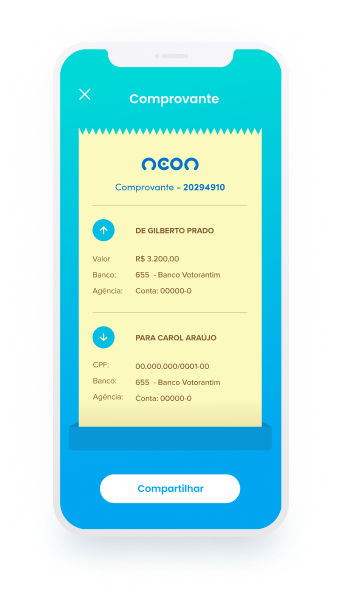 Comprovante
neon
Comprovante - 20294910
DE GILBERTO PRADO
Valor R$ 3.200,00
Banco: 655 - Banco Votorantim
Agência: Conta: 00000-0
PARA CAROL ARAÚJO
CPF: 00.000.000/0001-00
Banco: 655 - Banco Votorantim
Agência: Conta: 00000-0
Compartilhar